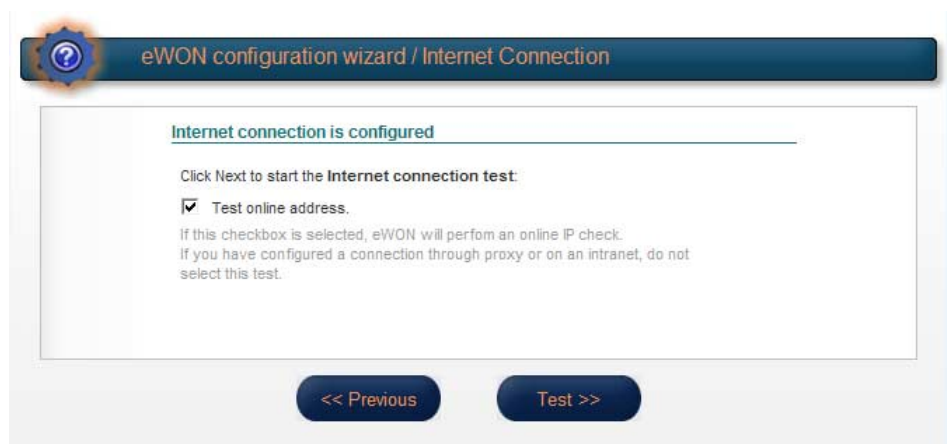 eWON configuration wizard / Internet Connection
Internet connection is configured
Click Next to start the Internet connection test:
Test online address.
If this checkbox is selected, eWON will perfom an online IP check.
If you have configured a connection through proxy or on an intranet, do not
select this test.
<< Previous
Test >>